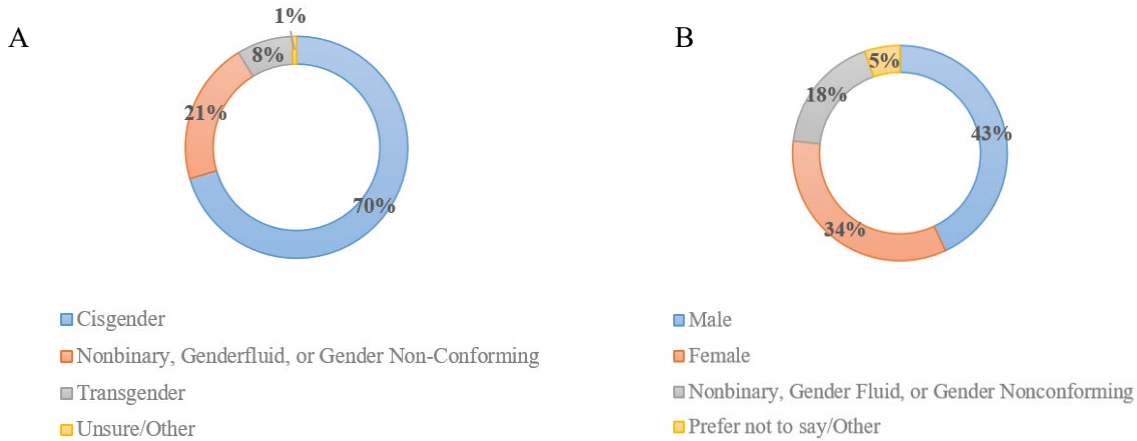 A
1%
8%
21%
70%
Cisgender
Nonbinary, Genderfluid, or Gender Non-Conforming
Transgender
Unsure/Other
B
5%
18%
43%
34%
Male
Female
Nonbinary, Gender Fluid, or Gender Nonconforming
Prefer not to say/Other